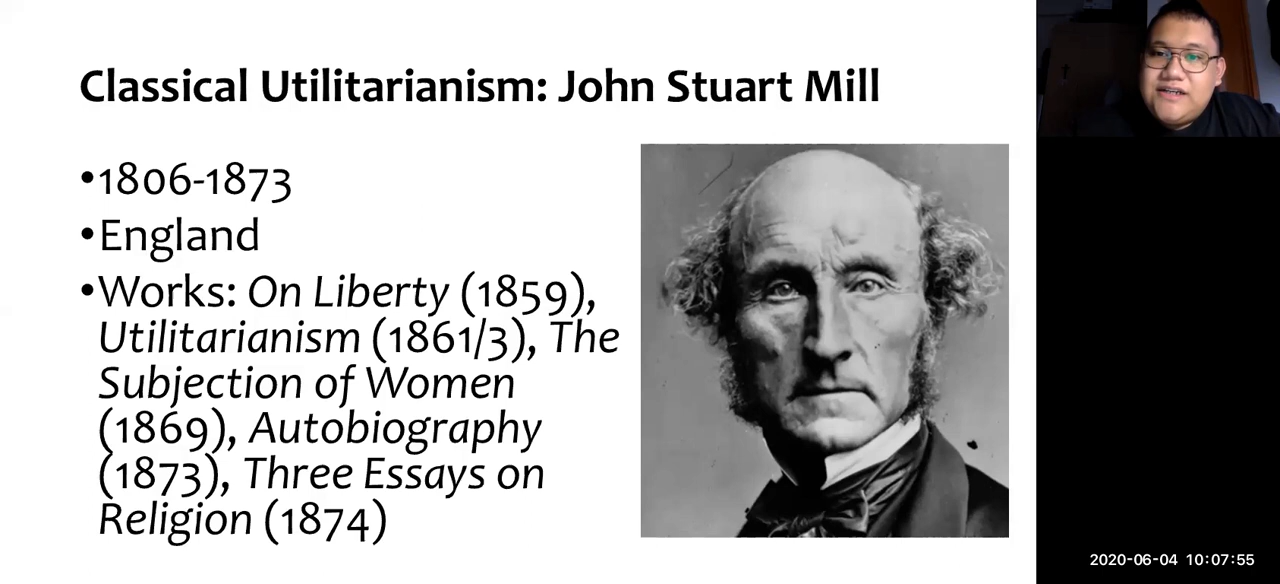 Classical Utilitarianism: John Stuart Mill
•1806-1873
•England
•Works: On Liberty (1859),
Utilitarianism (1861/3), The
Subjection of Women
(1869), Autobiography
(1873), Three Essays on
Religion (1874)
2020-06-04 10:07:55